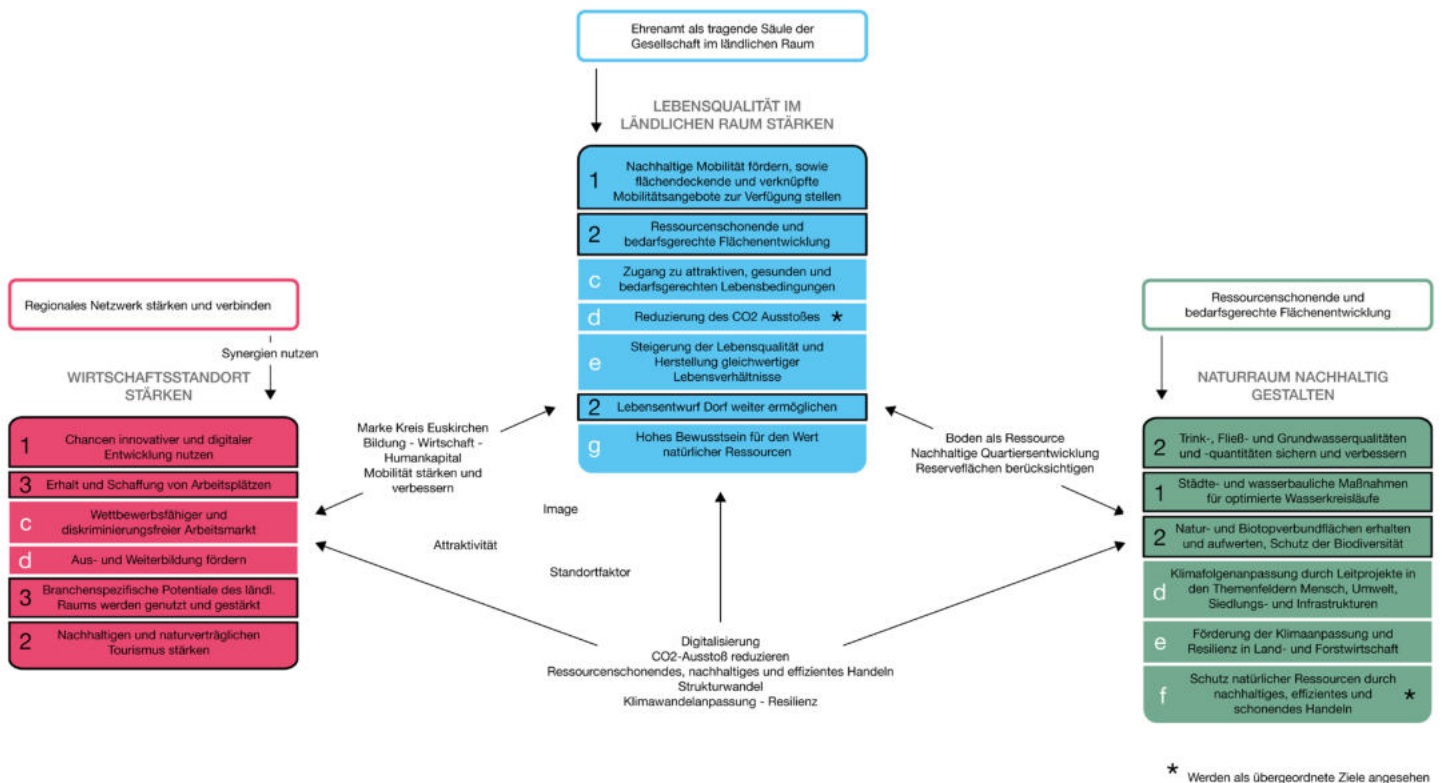 Ehrenamt als tragende Säule der
Gesellschaft im ländlichen Raum
LEBENSQUALITÄT IM
LÄNDLICHEN RAUM STÄRKEN
1
Nachhaltige Mobilität fördern, sowie
flächendeckende und verknüpfte
Mobilitätsangebote zur Verfügung stellen
2
Ressourcenschonende und
bedarfsgerechte Flächenentwicklung
c
Zugang zu attraktiven, gesunden und
bedarfsgerechten Lebensbedingungen
d
Reduzierung des CO2 Ausstoßes *
e
Steigerung der Lebensqualität und
Herstellung gleichwertiger
Lebensverhältnisse
2
Lebensentwurf Dorf weiter ermöglichen
g
Hohes Bewusstsein für den Wert
natürlicher Ressourcen
Regionales Netzwerk stärken und verbinden
Synergien nutzen
WIRTSCHAFTSSTANDORT
STÄRKEN
1
Chancen innovativer und digitaler
Entwicklung nutzen
3
Erhalt und Schaffung von Arbeitsplätzen
c
Wettbewerbsfähiger und
diskriminierungsfreier Arbeitsmarkt
d
Aus- und Weiterbildung fördern
3
Branchenspezifische Potentiale des ländl.
Raums werden genutzt und gestärkt
2
Nachhaltigen und naturverträglichen
Tourismus stärken
Marke Kreis Euskirchen
Bildung - Wirtschaft -
Humankapital
Mobilität stärken und
verbessern
Image
Attraktivität
Standortfaktor
Digitalisierung
CO2-Ausstoß reduzieren
Ressourcenschonendes, nachhaltiges und effizientes Handeln
Strukturwandel
Klimawandelanpassung - Resilienz
Boden als Ressource
Nachhaltige Quartiersentwicklung
Reserveflächen berücksichtigen
Ressourcenschonende und
bedarfsgerechte Flächenentwicklung
NATURRAUM NACHHALTIG
GESTALTEN
2
Trink-, Fließ- und Grundwasserqualitäten
und -quantitäten sichern und verbessern
1
Städte- und wasserbauliche Maßnahmen
für optimierte Wasserkreisläufe
2
Natur- und Biotopverbundflächen erhalten
und aufwerten, Schutz der Biodiversität
d
Klimafolgenanpassung durch Leitprojekte in
den Themenfeldern Mensch, Umwelt,
Siedlungs- und Infrastrukturen
e
Förderung der Klimaanpassung und
Resilienz in Land- und Forstwirtschaft
f
Schutz natürlicher Ressourcen durch
nachhaltiges, effizientes und *
schonendes Handeln
* Werden als übergeordnete Ziele angesehen